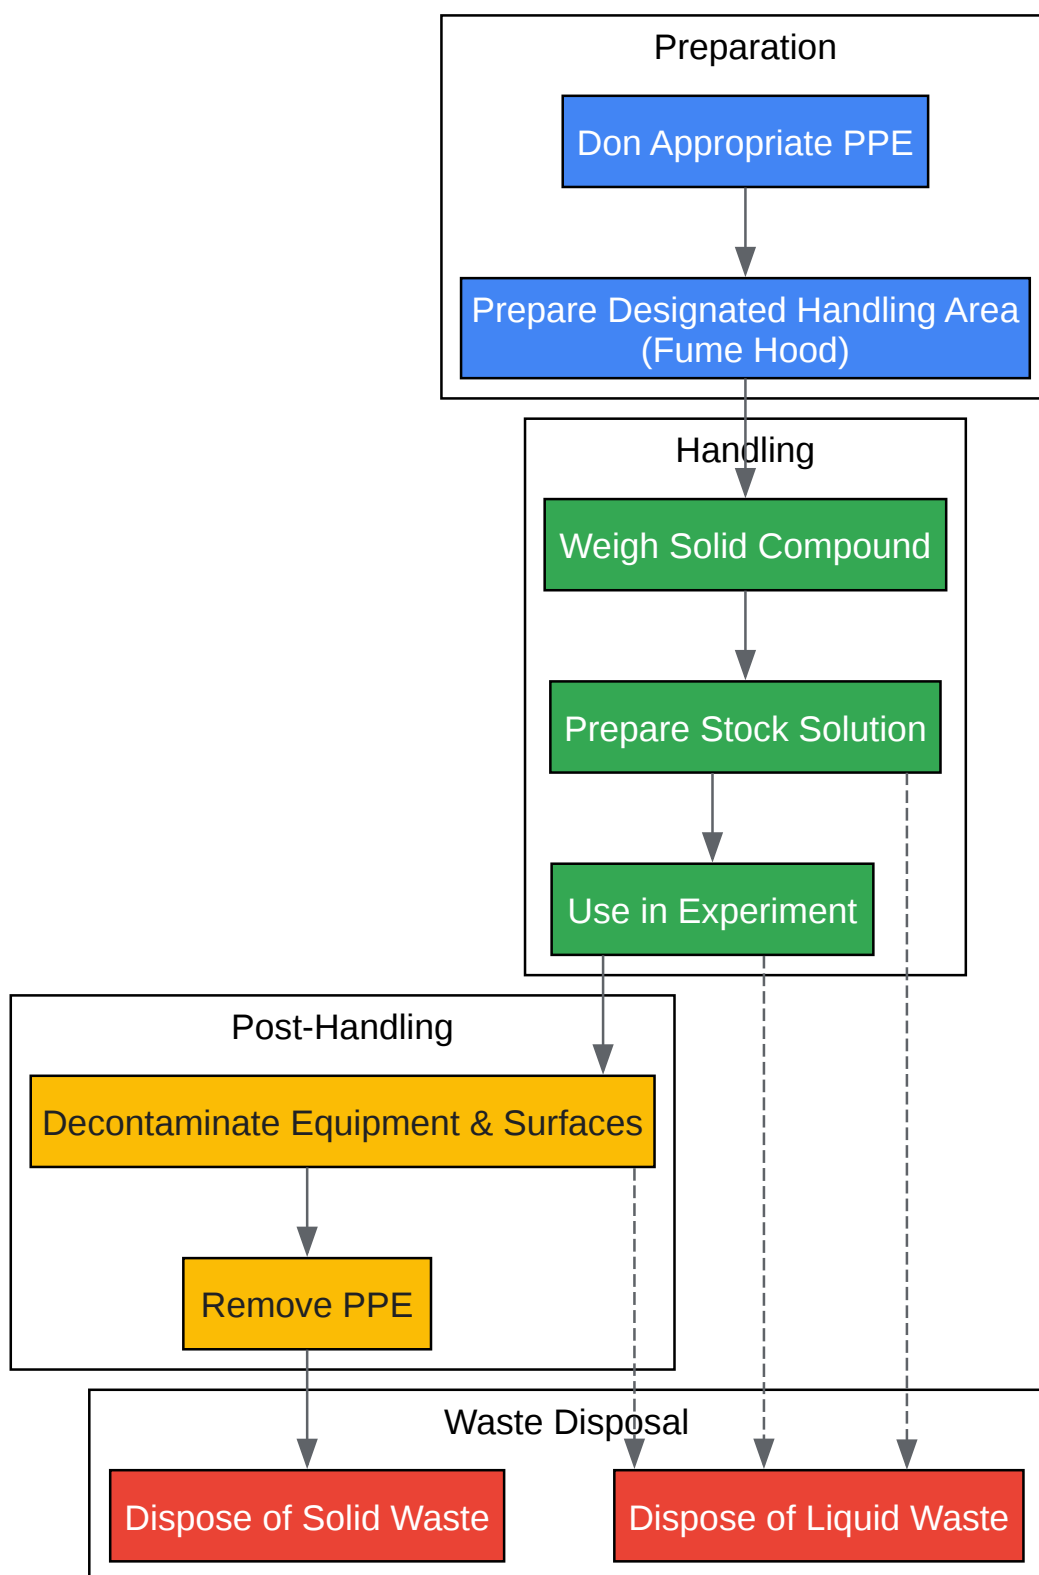 Preparation
Don Appropriate PPE
Prepare Designated Handling Area
(Fume Hood)
Handling
Weigh Solid Compound
Prepare Stock Solution
Use in Experiment
Post-Handling
Decontaminate Equipment & Surfaces
Remove PPE
Waste Disposal
Dispose of Solid Waste
Dispose of Liquid Waste